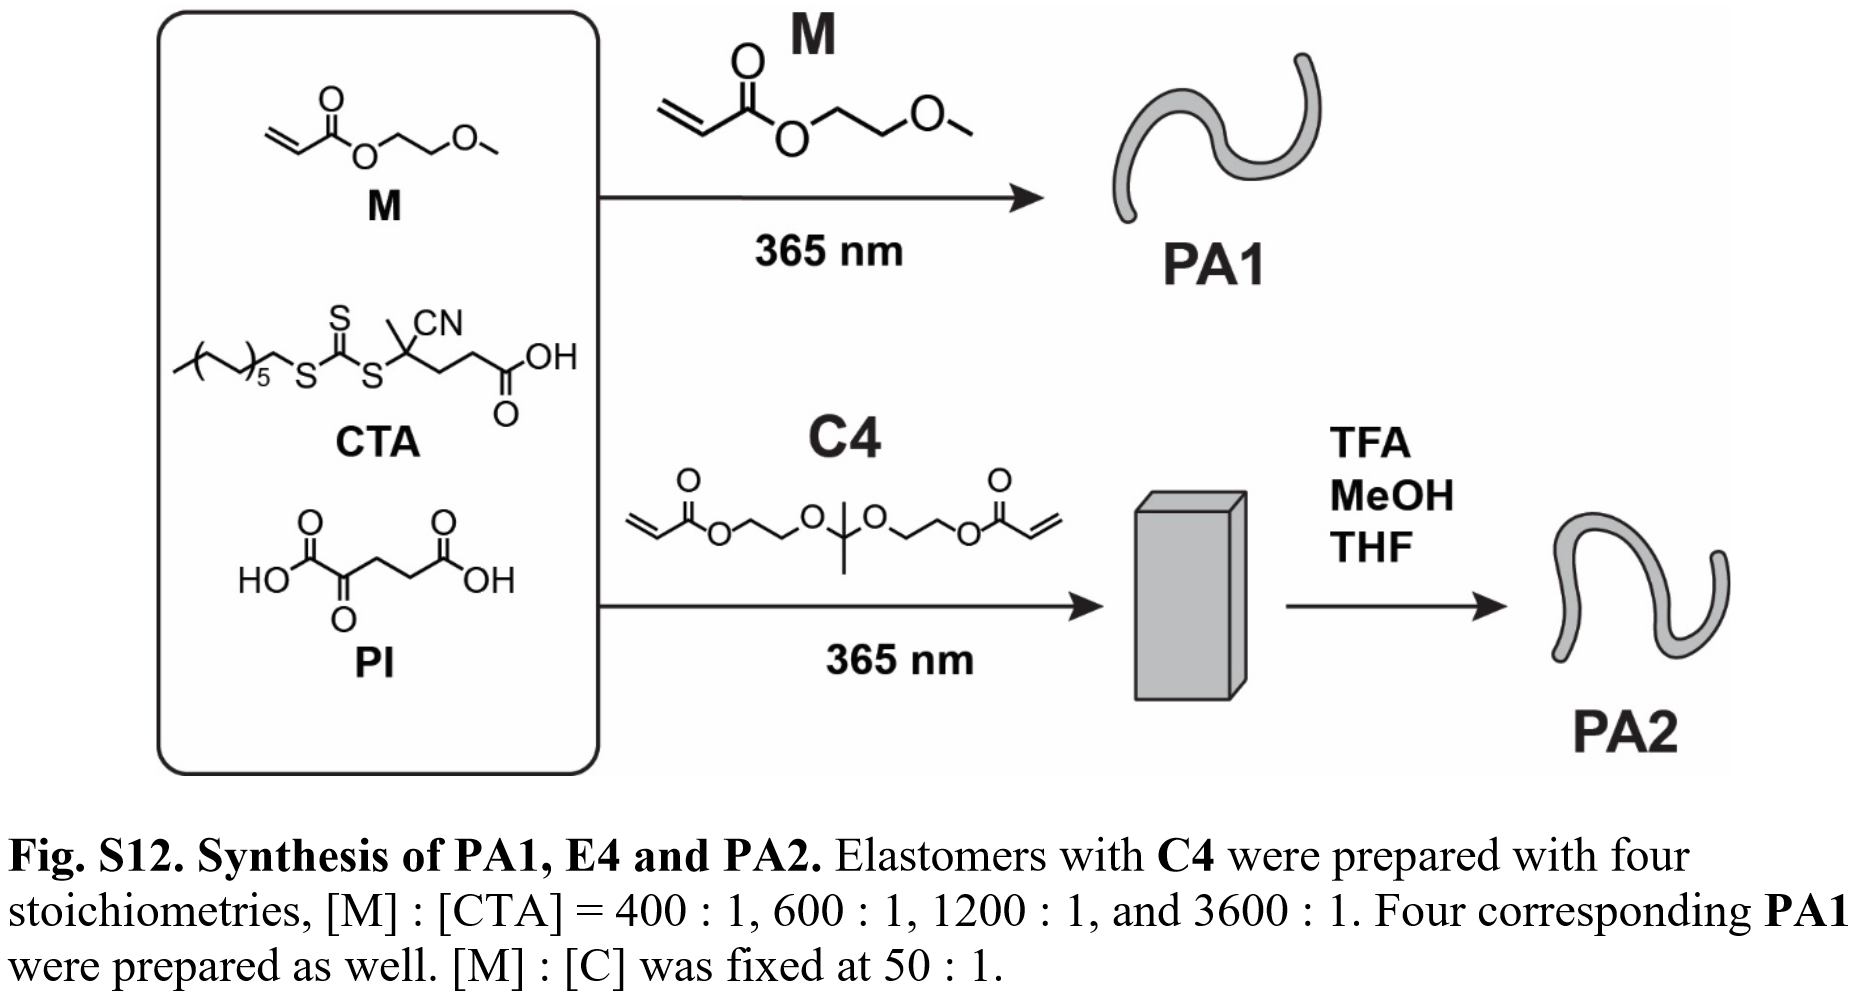 O
O
O
M
S
CN
S
S
5
OH
O
CTA
O
O
HO
OH
O
PI
M
O
O
O
365 nm
PA1
C4
O
O
O
O
O
O
365 nm
TFA
MeOH
THF
PA2
Fig. S12. Synthesis of PA1, E4 and PA2. Elastomers with C4 were prepared with four
stoichiometries, [M] : [CTA] = 400 : 1, 600 : 1, 1200 : 1, and 3600 : 1. Four corresponding PA1
were prepared as well. [M] : [C] was fixed at 50 : 1.